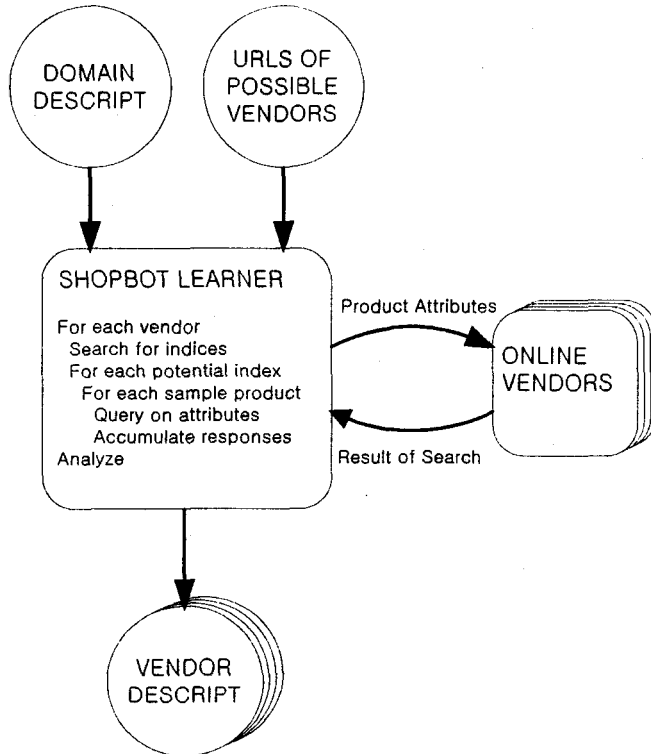 DOMAIN
DESCRIPT
URLS OF
POSSIBLE
VENDORS
SHOPBOT LEARNER
For each vendor
Search for indices
For each potential index
For each sample product
Query on attributes
Accumulate responses
Analyze
Product Attributes
ONLINE
VENDORS
Result of Search
VENDOR
DESCRIPT